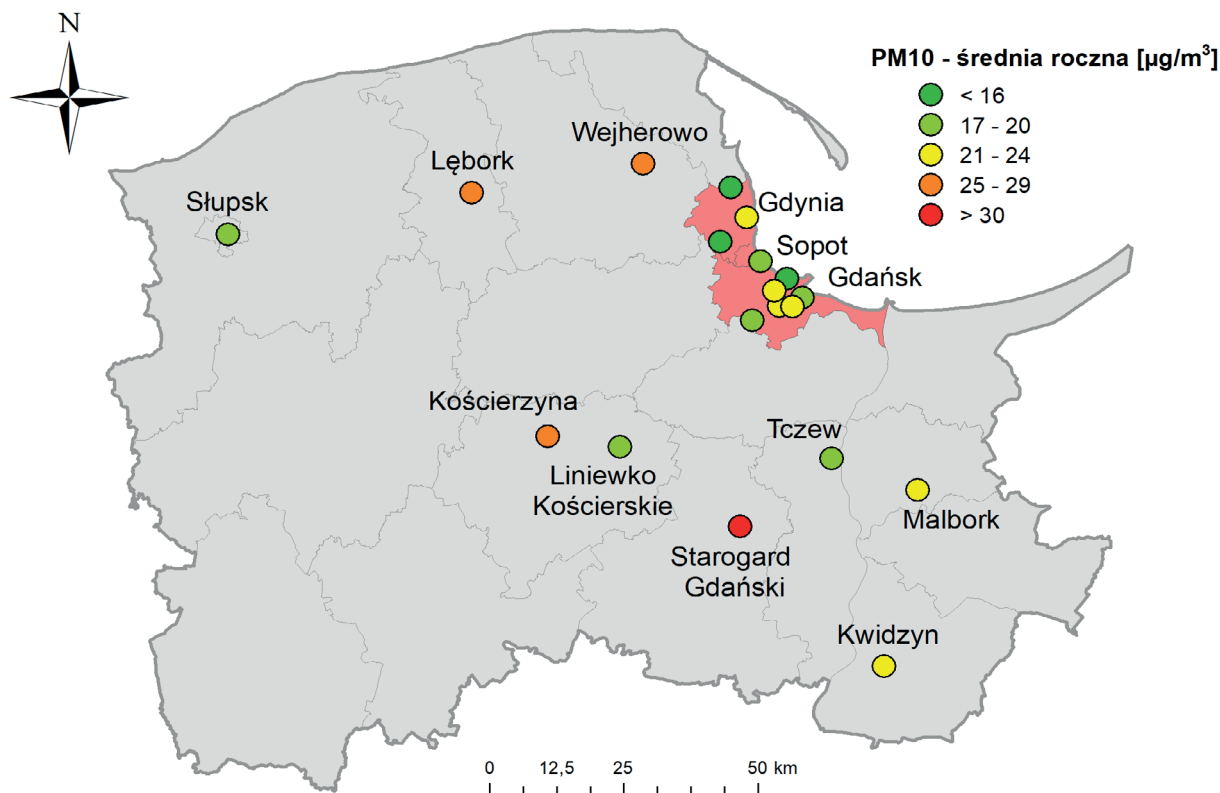 N
PM10 - średnia roczna [µg/m³]
< 16
17 - 20
21 - 24
25 - 29
> 30
Wejherowo
Lębork
Słupsk
Gdynia
Sopot
Gdańsk
Kościerzyna
Liniewko
Kościerskie
Tczew
Malbork
Starogard
Gdański
Kwidzyn
0 12,5 25 50 km